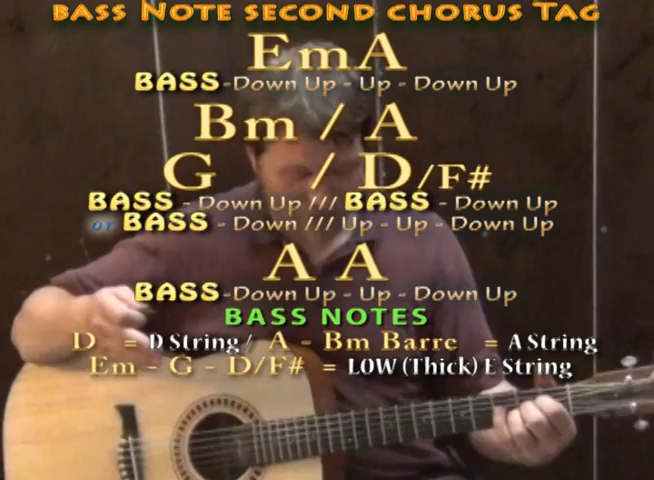 BASS NOTE SECOND CHORUS TAG
EmA
BASS-Down Up - Up - Down Up
Bm / A
G / D/F#
BASS - Down Up /// BASS - Down Up
or BASS - Down /// Up - Up - Down Up
A A
BASS-Down Up - Up - Down Up
BASS NOTES
D = D String / A - Bm Barre = A String
Em - G - D/F# = LOW (Thick) E String